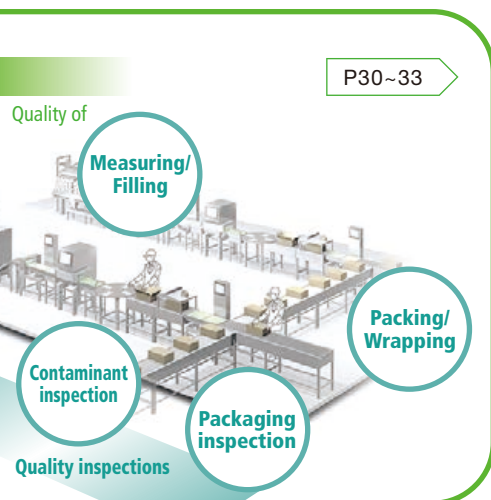 P30~33
Quality of
Measuring/
Filling
Packing/
Wrapping
Contaminant
inspection
Packaging
inspection
Quality inspections